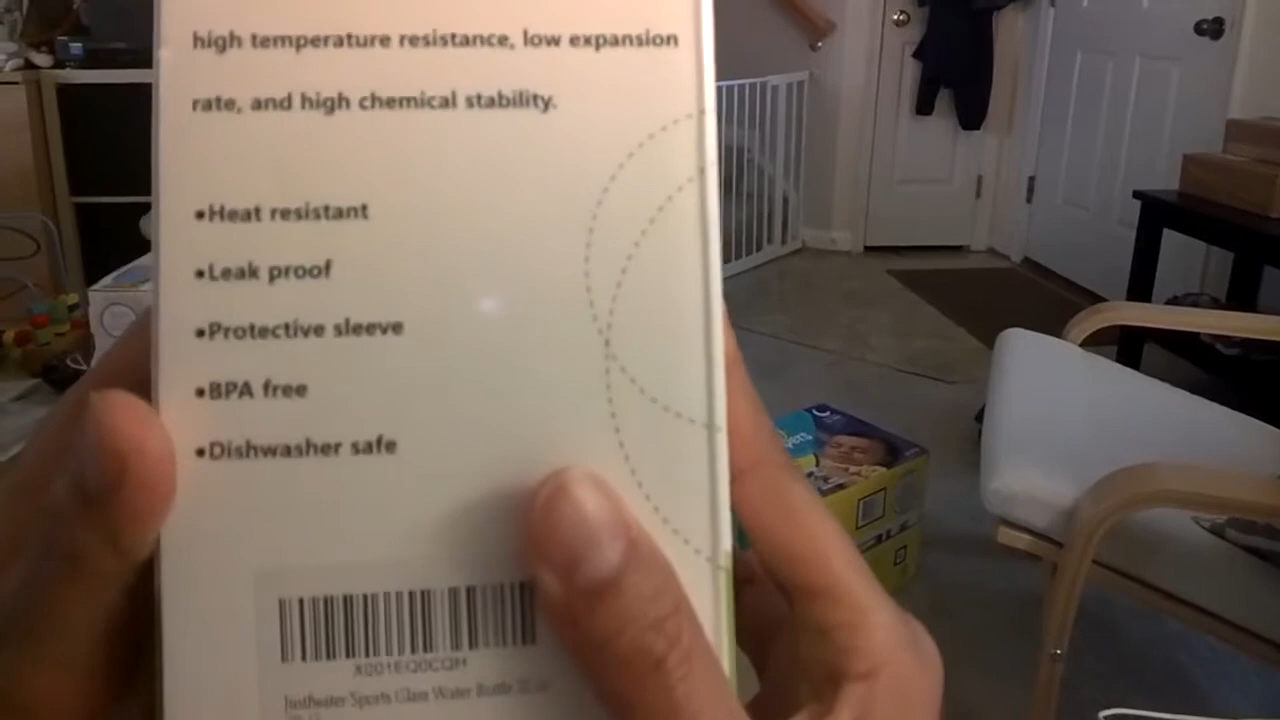 high temperature resistance, low expansion
rate, and high chemical stability.
•Heat resistant
•Leak proof
•Protective sleeve
•BPA free
•Dishwasher safe
X001EQ0CQH
Sports Glass Water Bottle